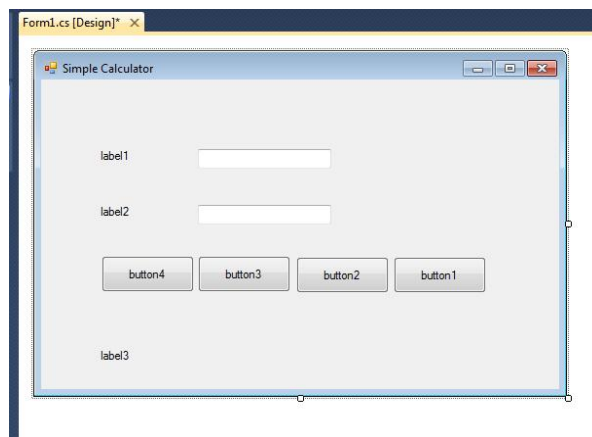 Form1.cs [Design]*
Simple Calculator
label1
label2
button4 button3 button2 button1
label3